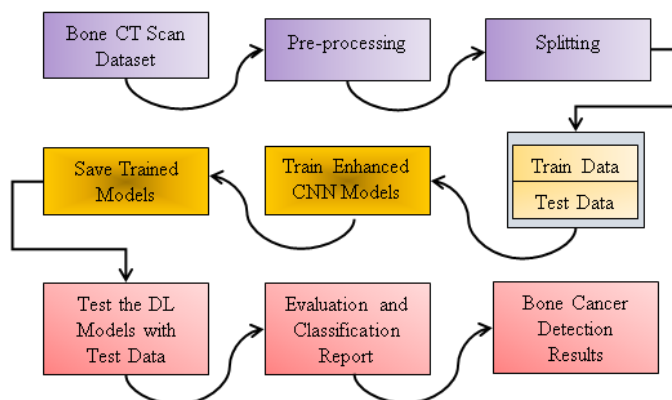 Bone CT Scan
Dataset
Pre-processing
Splitting
Train Data
Test Data
Train Enhanced
CNN Models
Save Trained
Models
Test the DL
Models with
Test Data
Evaluation and
Classification
Report
Bone Cancer
Detection
Results